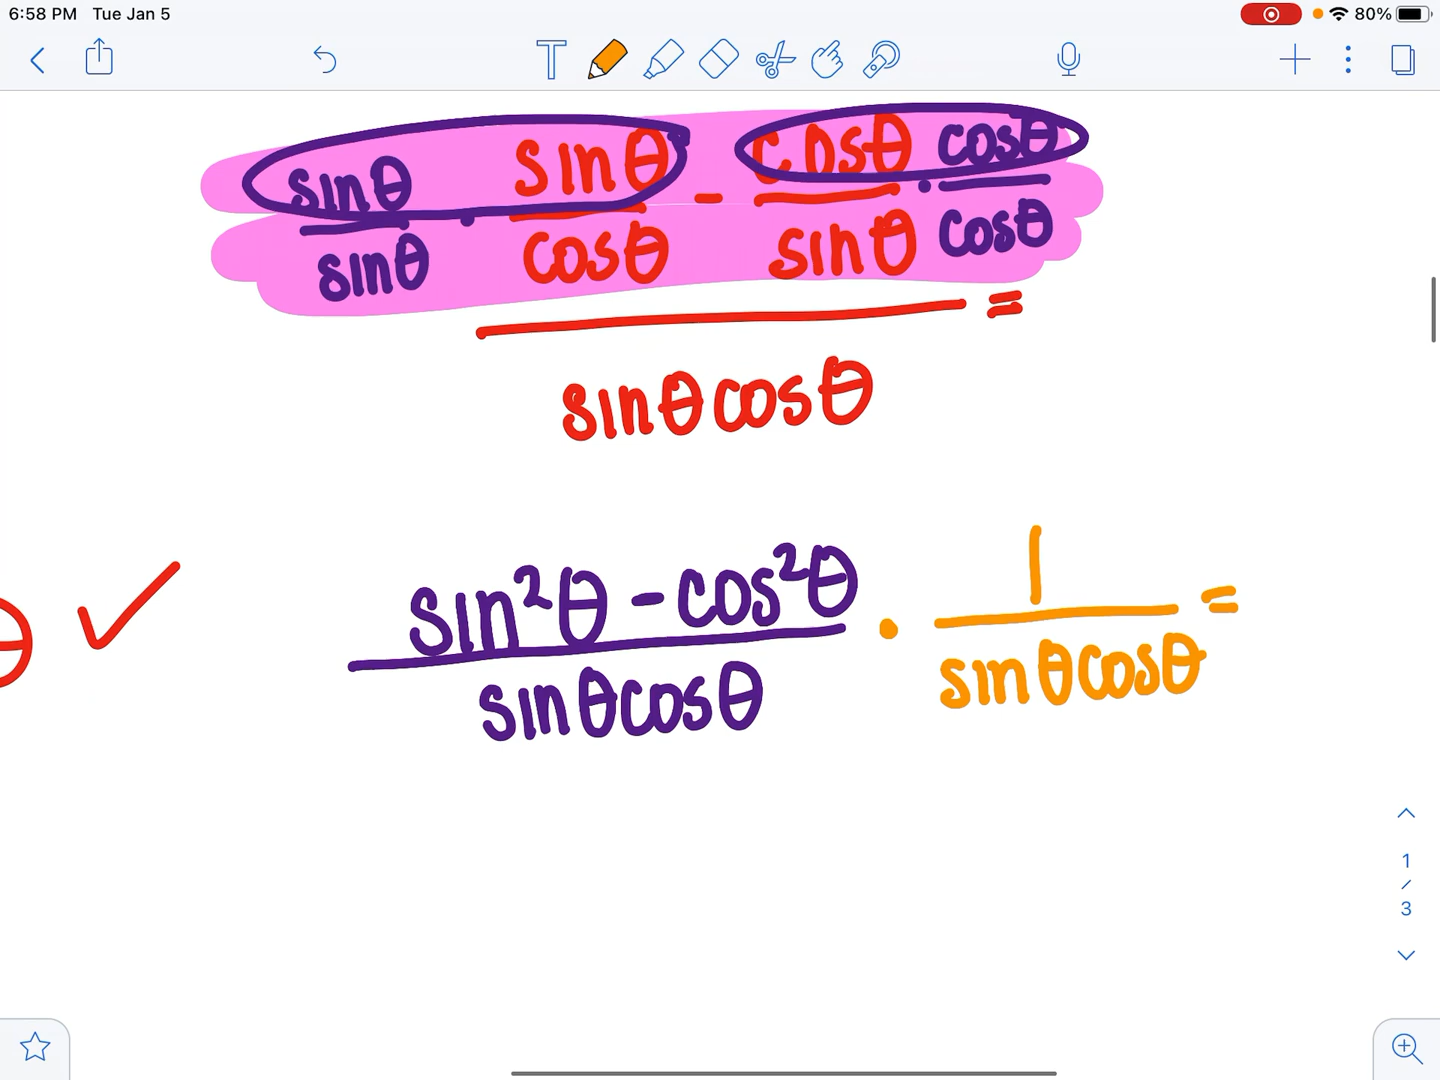 6:58 PM Tue Jan 5 80%
sinθ/sinθ · sinθ/cosθ - cosθ/sinθ · cosθ/cosθ =
sinθcosθ
θ ✓ sin²θ - cos²θ / sinθcosθ · 1 / sinθcosθ =
1
/
3